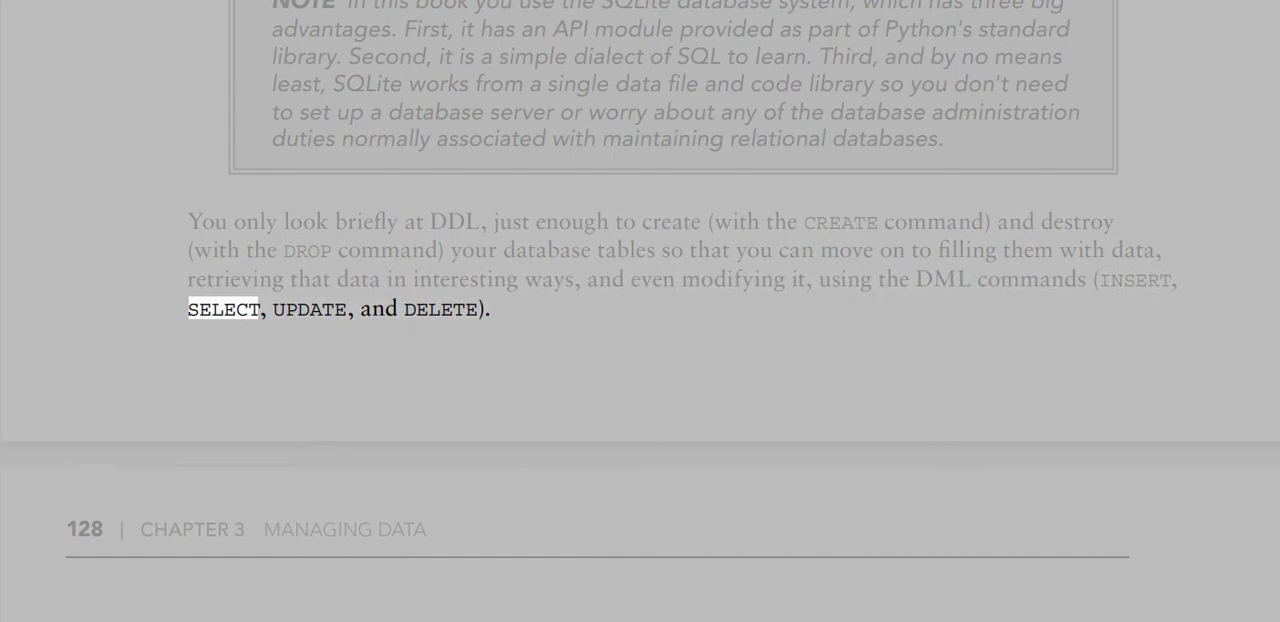 NOTE In this book you use the SQLite database system, which has three big
advantages. First, it has an API module provided as part of Python's standard
library. Second, it is a simple dialect of SQL to learn. Third, and by no means
least, SQLite works from a single data file and code library so you don't need
to set up a database server or worry about any of the database administration
duties normally associated with maintaining relational databases.
You only look briefly at DDL, just enough to create (with the CREATE command) and destroy
(with the DROP command) your database tables so that you can move on to filling them with data,
retrieving that data in interesting ways, and even modifying it, using the DML commands (INSERT,
SELECT, UPDATE, and DELETE).
128 | CHAPTER 3 MANAGING DATA